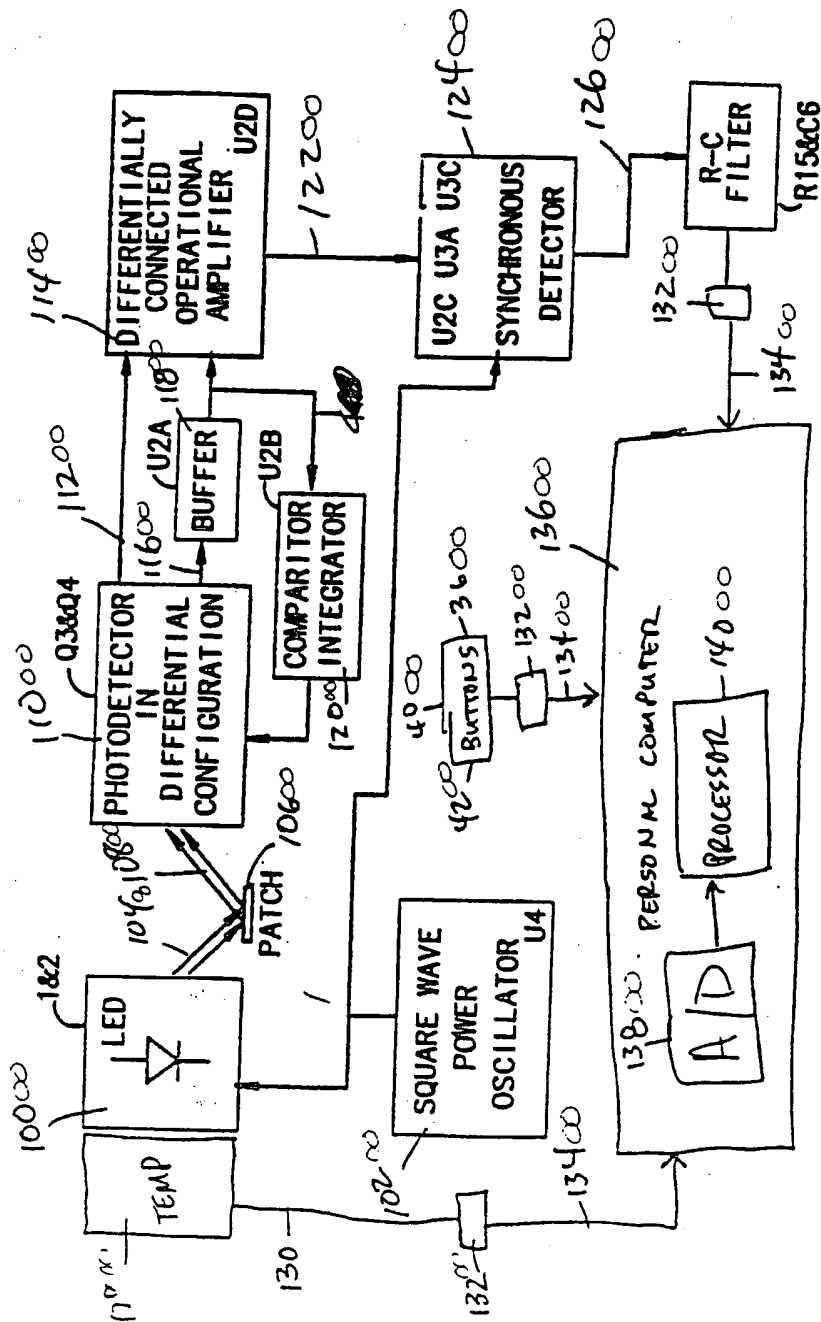 10000
1&2
LED
TEMP
130
13400
10200
SQUARE WAVE
POWER
OSCILLATOR
U4
10800
10600
PATCH
11000
Q3&Q4
PHOTODETECTOR
IN
DIFFERENTIAL
CONFIGURATION
11200
11600
U2A
11800
BUFFER
U2B
COMPARITOR
INTEGRATOR
12000
11400
DIFFERENTIALLY
CONNECTED
OPERATIONAL
AMPLIFIER
U2D
12200
12400
U2C U3A U3C
SYNCHRONOUS
DETECTOR
12600
R-C
FILTER
R15&C6
13200
13400
4000
4200
BUTTONS
3600
13200
13400
13600
PERSONAL COMPUTER
13800
A/D
PROCESSOR
14000